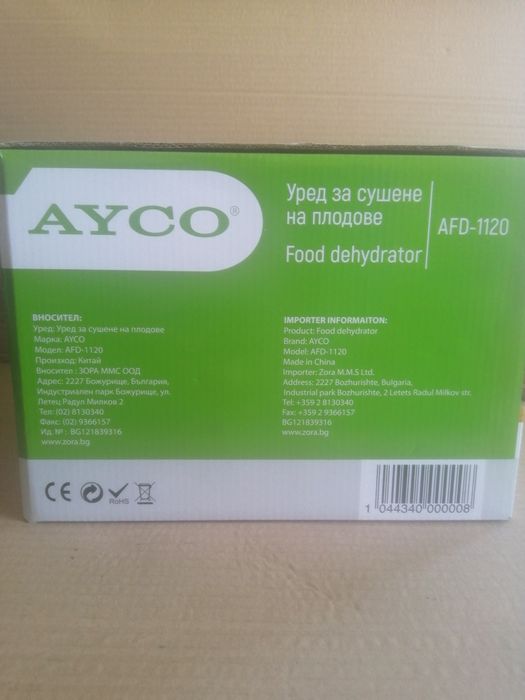 AYCO®
Уред за сушене
на плодове
Food dehydrator
AFD-1120
ВНОСИТЕЛ:
Уред: Уред за сушене на плодове
Марка: AYCO
Модел: AFD-1120
Произход: Китай
Вносител : ЗОРА ММС ООД
Адрес: 2227 Божурище, България,
Индустриален парк Божурище, ул.
Летец Радул Милков 2
Тел: (02) 8130340
Факс: (02) 9366157
Ид. № : BG121839316
www.zora.bg
IMPORTER INFORMAITON:
Product: Food dehydrator
Brand: AYCO
Model: AFD-1120
Made in China
Importer: Zora M.M.S Ltd.
Address: 2227 Bozhurishte, Bulgaria,
Industrial park Bozhurishte, 2 Letets Radul Milkov str.
Tel: +359 2 8130340
Fax: +359 2 9366157
BG121839316
www.zora.bg
CE
RoHS
1 044340 000008